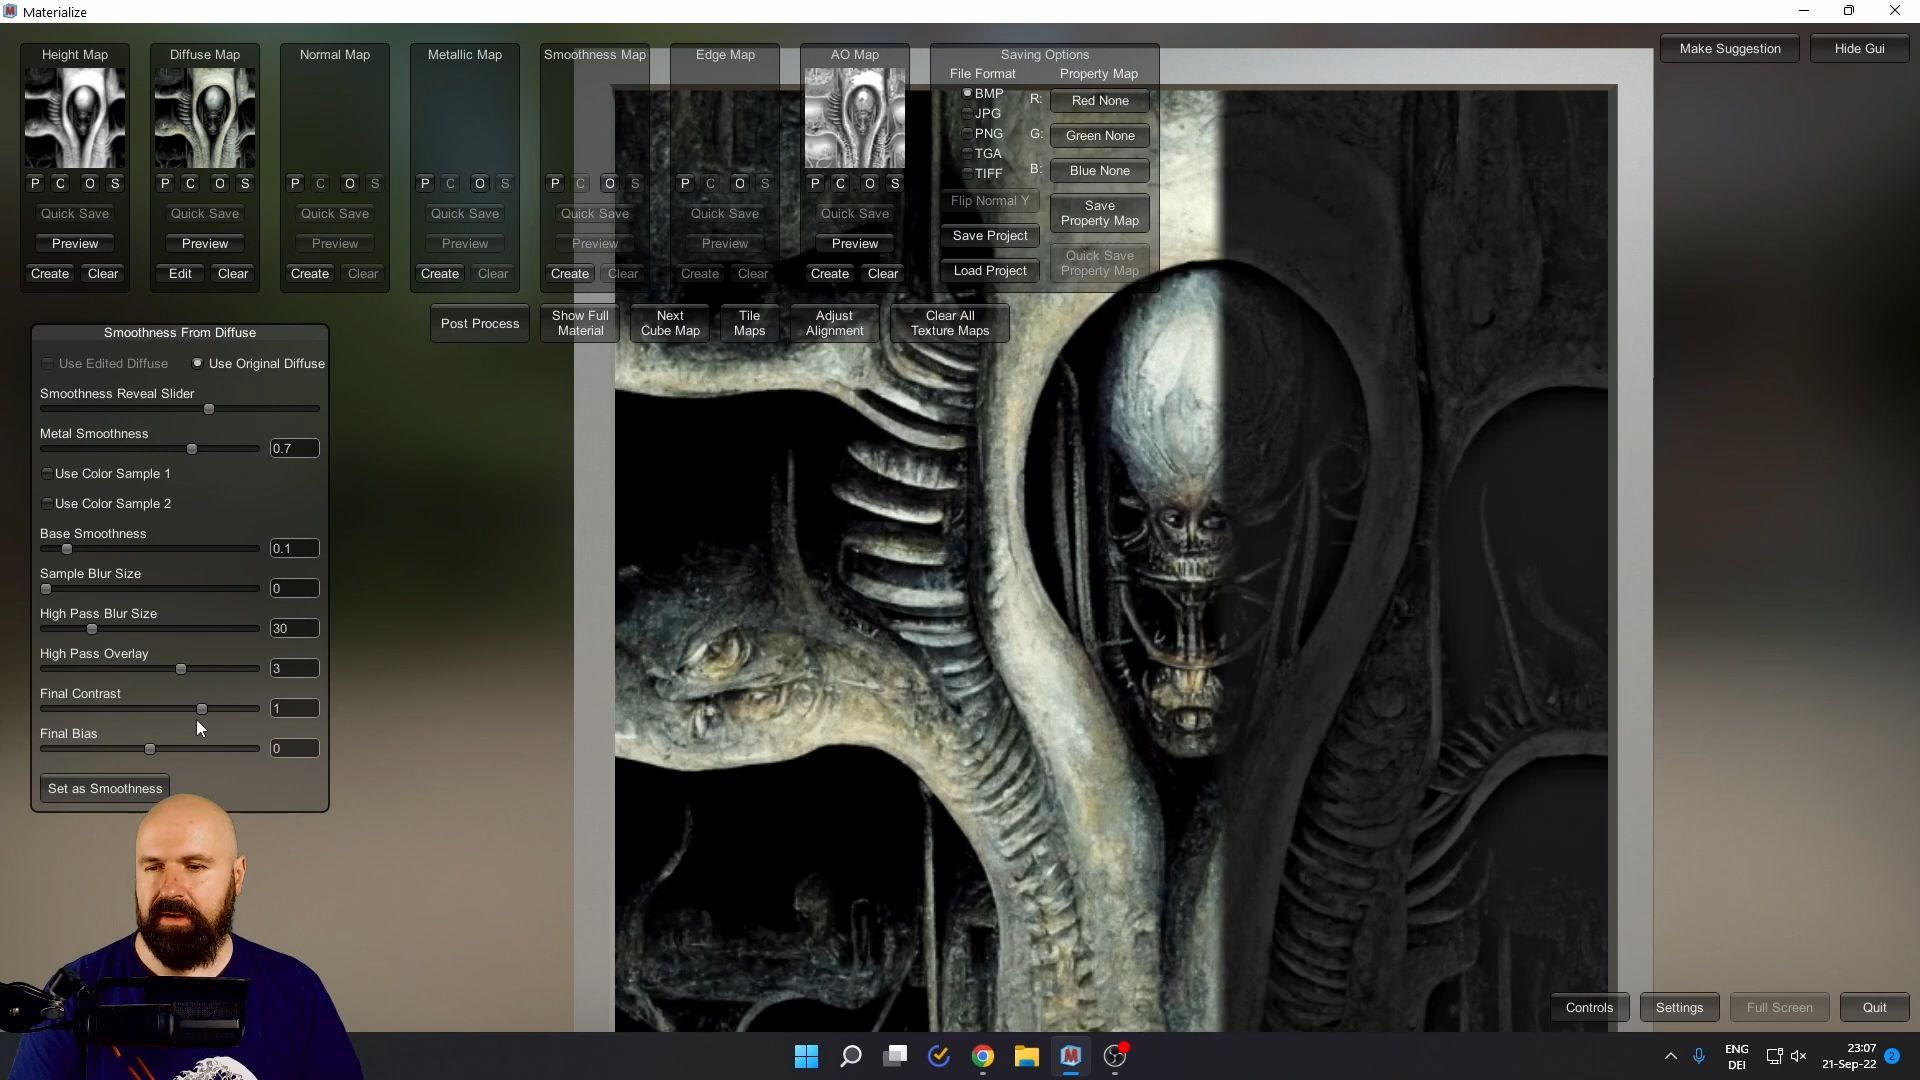 Materialize
Height Map
Diffuse Map
Normal Map
Metallic Map
Smoothness Map
Edge Map
AO Map
Saving Options
Make Suggestion
Hide Gui
File Format
Property Map
BMP
JPG
PNG
TGA
TIFF
R:
Red None
G:
Green None
B:
Blue None
P C O S
P C O S
P C O S
P C O S
P C O S
P C O S
P C O S
Flip Normal Y
Save
Property Map
Quick Save
Quick Save
Quick Save
Quick Save
Quick Save
Quick Save
Quick Save
Save Project
Preview
Preview
Preview
Preview
Preview
Preview
Preview
Quick Save
Property Map
Load Project
Create Clear
Edit Clear
Create Clear
Create Clear
Create Clear
Create Clear
Create Clear
Post Process
Show Full
Material
Next
Cube Map
Tile
Maps
Adjust
Alignment
Clear All
Texture Maps
Smoothness From Diffuse
Use Edited Diffuse
Use Original Diffuse
Smoothness Reveal Slider
Metal Smoothness
0.7
Use Color Sample 1
Use Color Sample 2
Base Smoothness
0.1
Sample Blur Size
0
High Pass Blur Size
30
High Pass Overlay
3
Final Contrast
1
Final Bias
0
Set as Smoothness
Controls
Settings
Full Screen
Quit
M
ENG
DEI
23:07
21-Sep-22
2